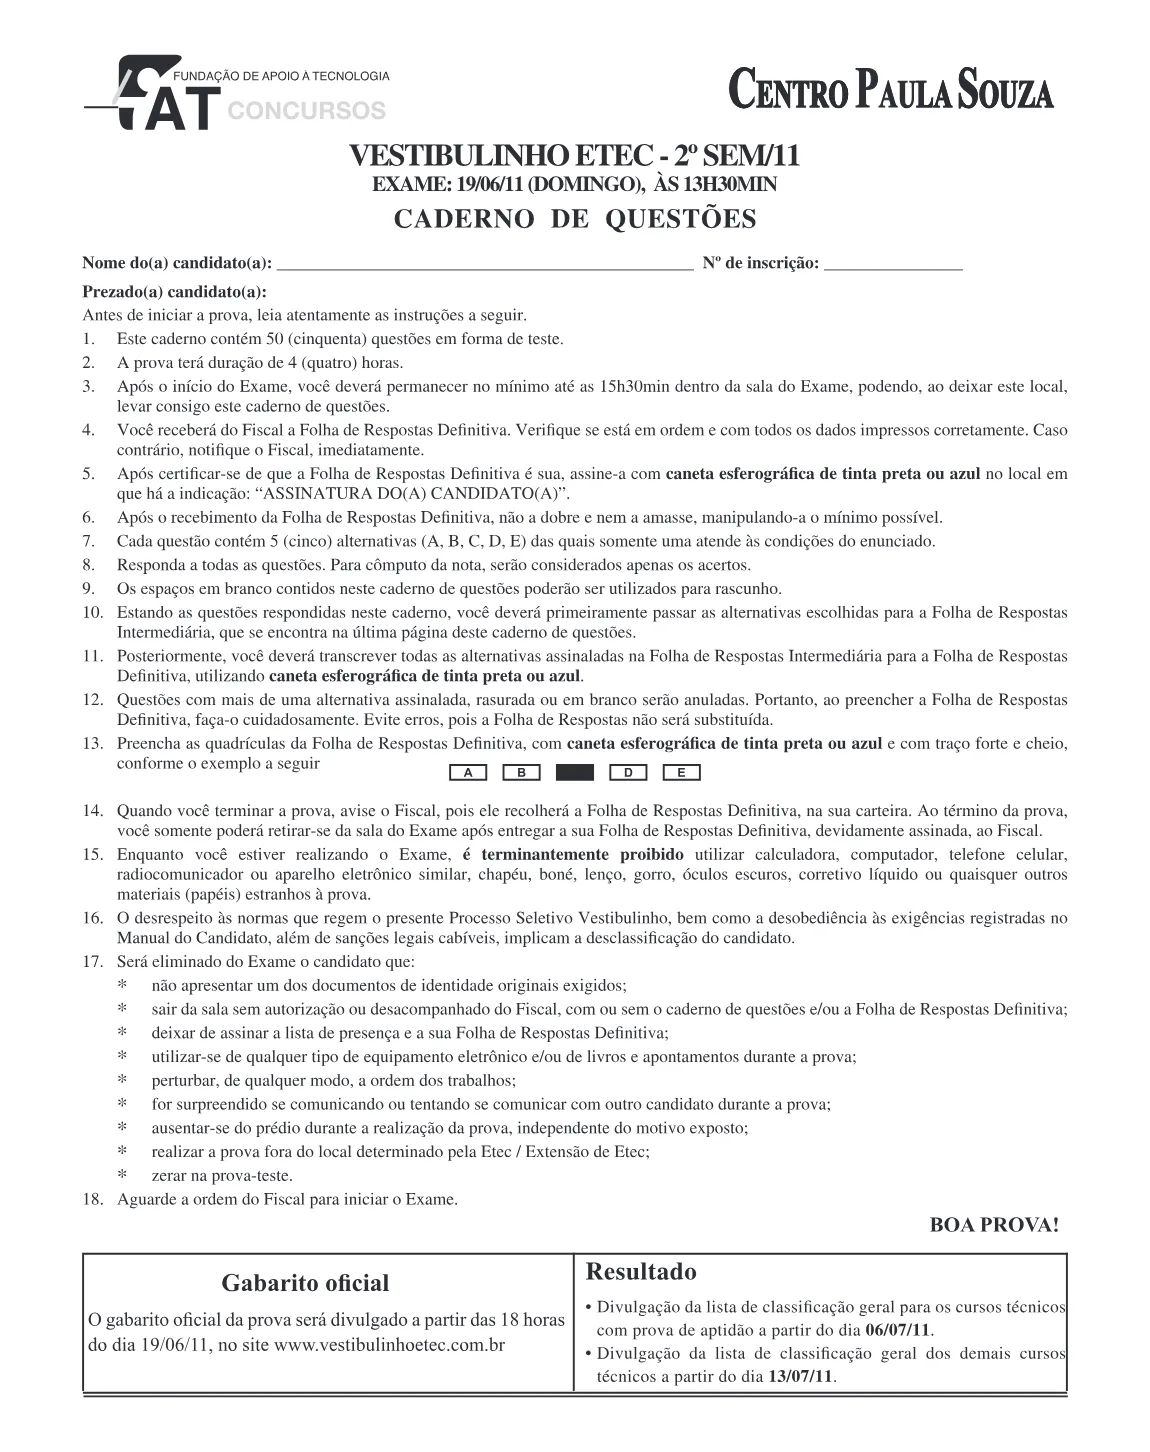 FUNDAÇÃO DE APOIO À TECNOLOGIA
FAT CONCURSOS
CENTRO PAULA SOUZA
VESTIBULINHO ETEC - 2º SEM/11
EXAME: 19/06/11 (DOMINGO), ÀS 13H30MIN
CADERNO DE QUESTÕES
Nome do(a) candidato(a): ________________________________________________ Nº de inscrição: ________________
Prezado(a) candidato(a):
Antes de iniciar a prova, leia atentamente as instruções a seguir.
1. Este caderno contém 50 (cinquenta) questões em forma de teste.
2. A prova terá duração de 4 (quatro) horas.
3. Após o início do Exame, você deverá permanecer no mínimo até as 15h30min dentro da sala do Exame, podendo, ao deixar este local,
levar consigo este caderno de questões.
4. Você receberá do Fiscal a Folha de Respostas Definitiva. Verifique se está em ordem e com todos os dados impressos corretamente. Caso
contrário, notifique o Fiscal, imediatamente.
5. Após certificar-se de que a Folha de Respostas Definitiva é sua, assine-a com caneta esferográfica de tinta preta ou azul no local em
que há a indicação: “ASSINATURA DO(A) CANDIDATO(A)”.
6. Após o recebimento da Folha de Respostas Definitiva, não a dobre e nem a amasse, manipulando-a o mínimo possível.
7. Cada questão contém 5 (cinco) alternativas (A, B, C, D, E) das quais somente uma atende às condições do enunciado.
8. Responda a todas as questões. Para cômputo da nota, serão considerados apenas os acertos.
9. Os espaços em branco contidos neste caderno de questões poderão ser utilizados para rascunho.
10. Estando as questões respondidas neste caderno, você deverá primeiramente passar as alternativas escolhidas para a Folha de Respostas
Intermediária, que se encontra na última página deste caderno de questões.
11. Posteriormente, você deverá transcrever todas as alternativas assinaladas na Folha de Respostas Intermediária para a Folha de Respostas
Definitiva, utilizando caneta esferográfica de tinta preta ou azul.
12. Questões com mais de uma alternativa assinalada, rasurada ou em branco serão anuladas. Portanto, ao preencher a Folha de Respostas
Definitiva, faça-o cuidadosamente. Evite erros, pois a Folha de Respostas não será substituída.
13. Preencha as quadrículas da Folha de Respostas Definitiva, com caneta esferográfica de tinta preta ou azul e com traço forte e cheio,
conforme o exemplo a seguir
A B D E
14. Quando você terminar a prova, avise o Fiscal, pois ele recolherá a Folha de Respostas Definitiva, na sua carteira. Ao término da prova,
você somente poderá retirar-se da sala do Exame após entregar a sua Folha de Respostas Definitiva, devidamente assinada, ao Fiscal.
15. Enquanto você estiver realizando o Exame, é terminantemente proibido utilizar calculadora, computador, telefone celular,
radiocomunicador ou aparelho eletrônico similar, chapéu, boné, lenço, gorro, óculos escuros, corretivo líquido ou quaisquer outros
materiais (papéis) estranhos à prova.
16. O desrespeito às normas que regem o presente Processo Seletivo Vestibulinho, bem como a desobediência às exigências registradas no
Manual do Candidato, além de sanções legais cabíveis, implicam a desclassificação do candidato.
17. Será eliminado do Exame o candidato que:
* não apresentar um dos documentos de identidade originais exigidos;
* sair da sala sem autorização ou desacompanhado do Fiscal, com ou sem o caderno de questões e/ou a Folha de Respostas Definitiva;
* deixar de assinar a lista de presença e a sua Folha de Respostas Definitiva;
* utilizar-se de qualquer tipo de equipamento eletrônico e/ou de livros e apontamentos durante a prova;
* perturbar, de qualquer modo, a ordem dos trabalhos;
* for surpreendido se comunicando ou tentando se comunicar com outro candidato durante a prova;
* ausentar-se do prédio durante a realização da prova, independente do motivo exposto;
* realizar a prova fora do local determinado pela Etec / Extensão de Etec;
* zerar na prova-teste.
18. Aguarde a ordem do Fiscal para iniciar o Exame.
BOA PROVA!
Gabarito oficial
O gabarito oficial da prova será divulgado a partir das 18 horas
do dia 19/06/11, no site www.vestibulinhoetec.com.br
Resultado
• Divulgação da lista de classificação geral para os cursos técnicos
com prova de aptidão a partir do dia 06/07/11.
• Divulgação da lista de classificação geral dos demais cursos
técnicos a partir do dia 13/07/11.